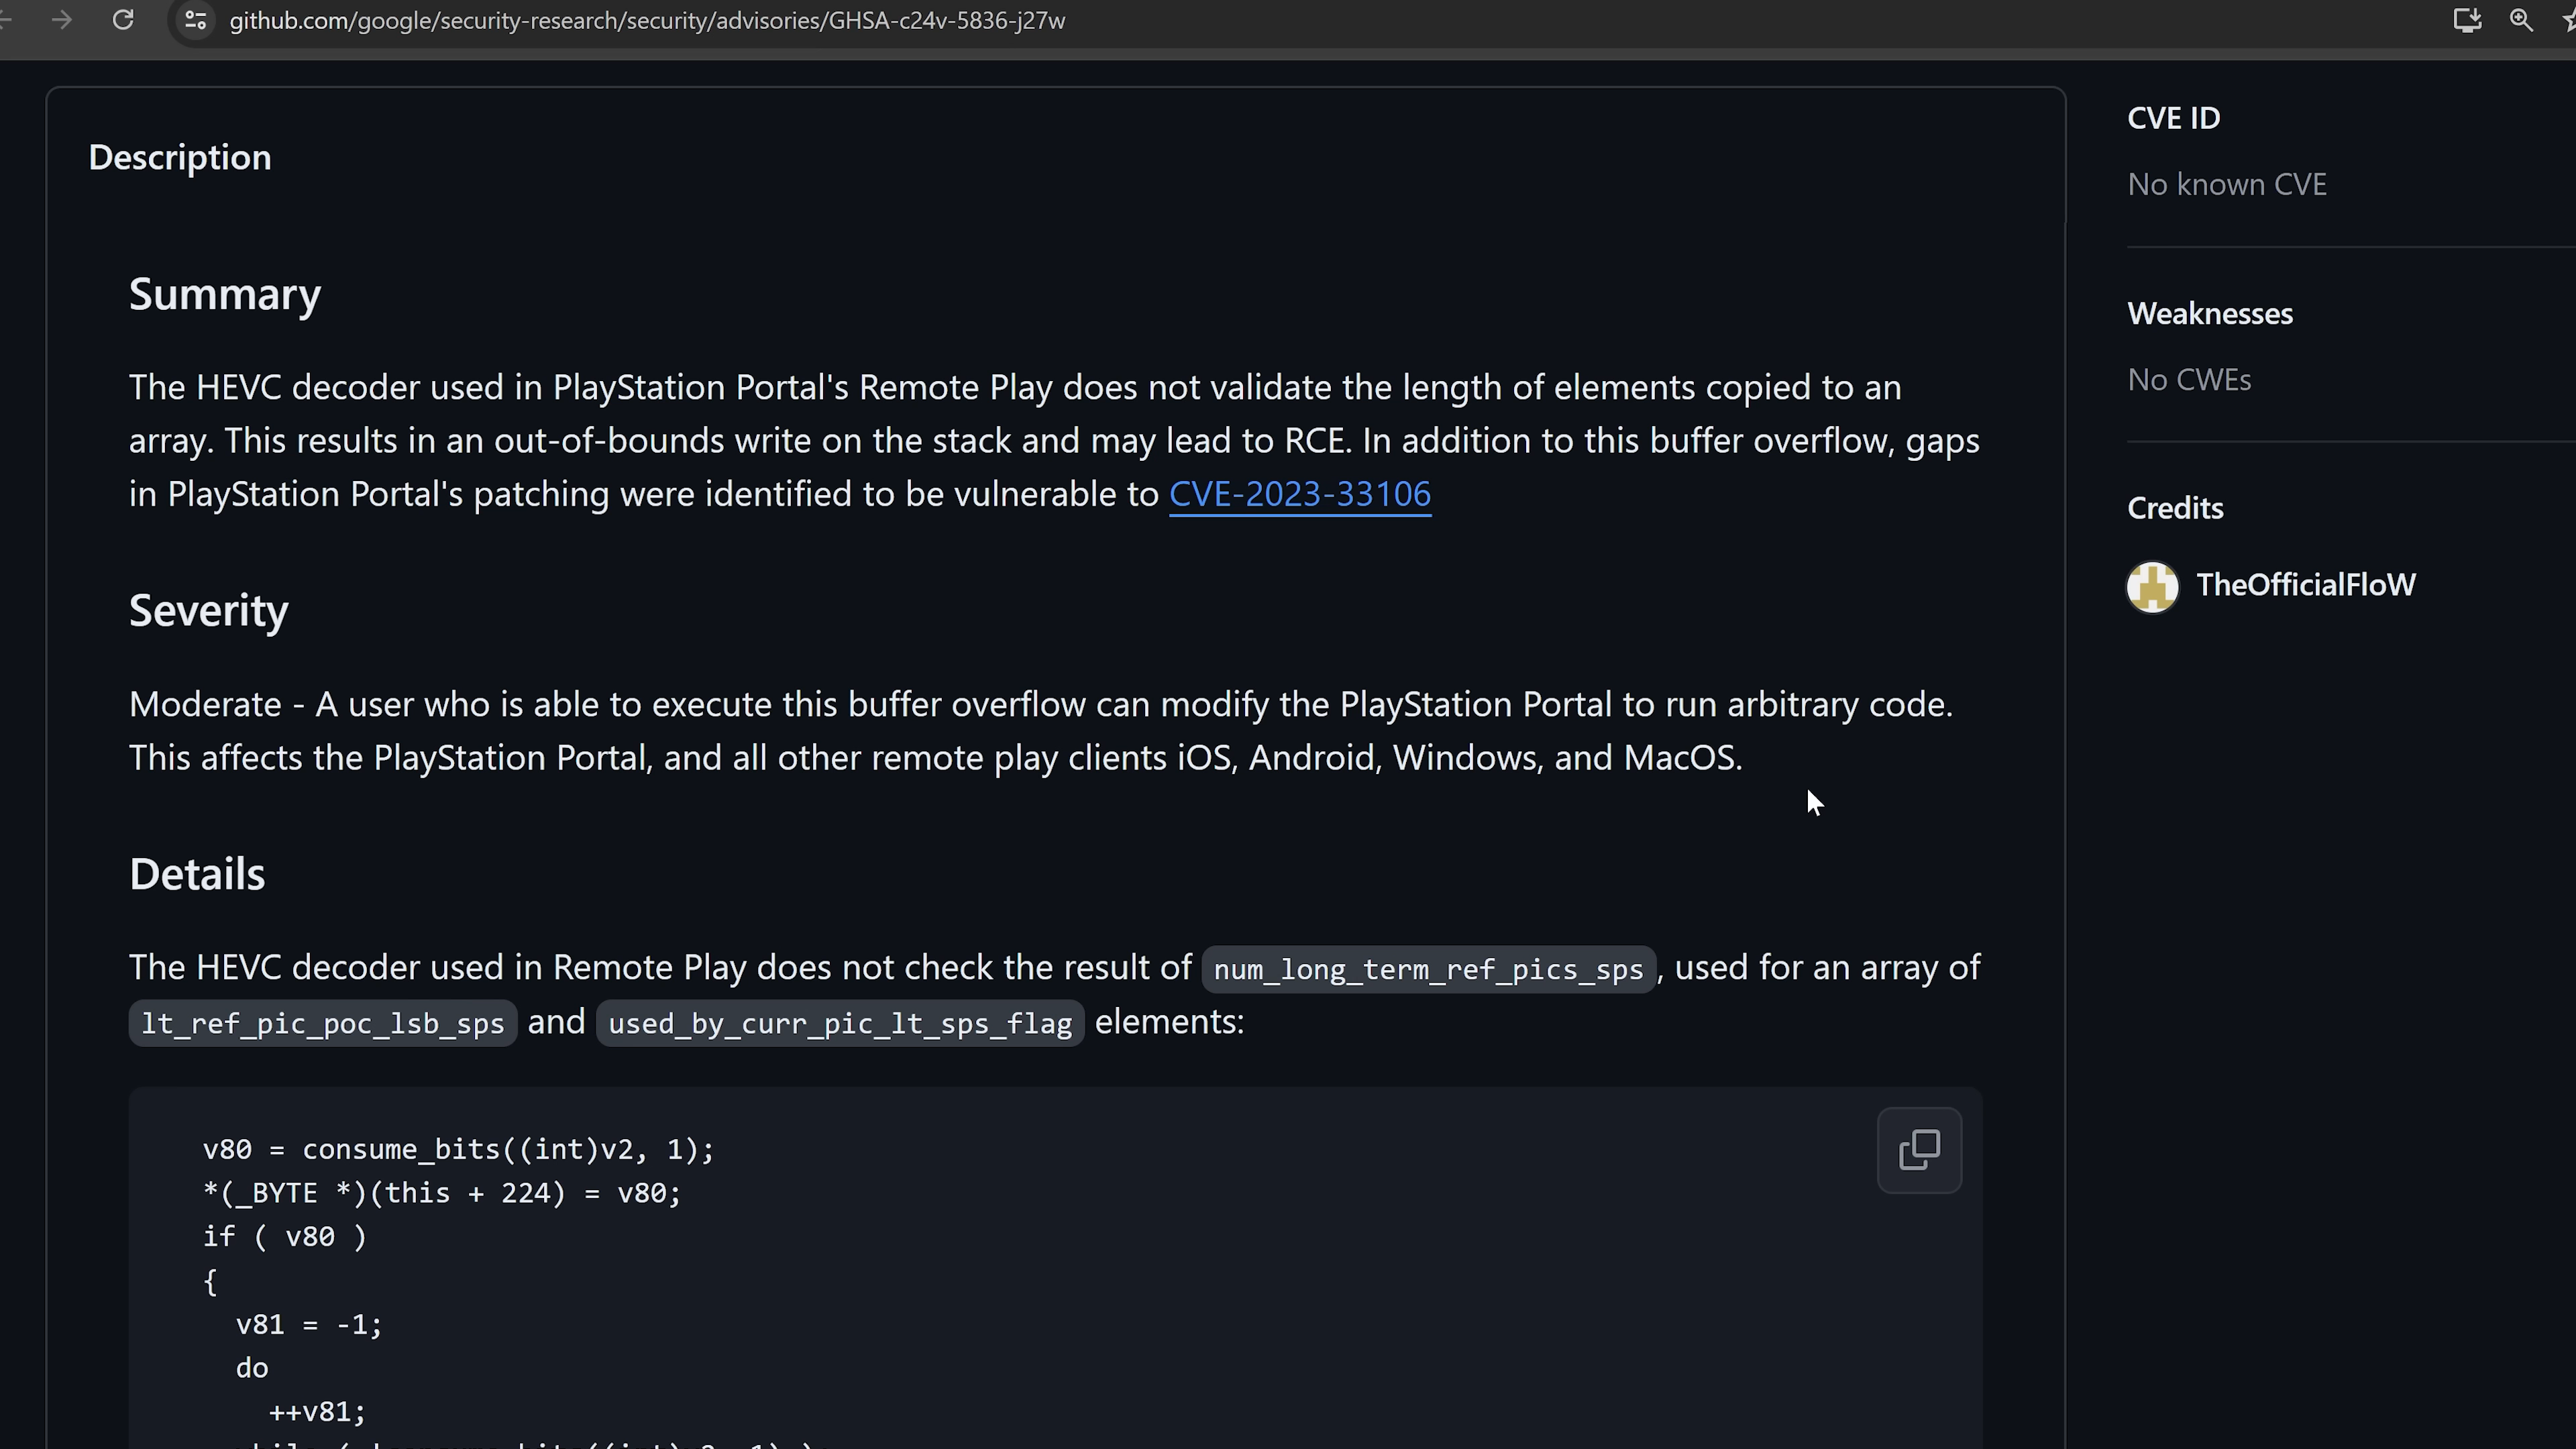 github.com/google/security-research/security/advisories/GHSA-c24v-5836-j27w
Description
Summary
The HEVC decoder used in PlayStation Portal's Remote Play does not validate the length of elements copied to an
array. This results in an out-of-bounds write on the stack and may lead to RCE. In addition to this buffer overflow, gaps
in PlayStation Portal's patching were identified to be vulnerable to CVE-2023-33106
Severity
Moderate - A user who is able to execute this buffer overflow can modify the PlayStation Portal to run arbitrary code.
This affects the PlayStation Portal, and all other remote play clients iOS, Android, Windows, and MacOS.
Details
The HEVC decoder used in Remote Play does not check the result of num_long_term_ref_pics_sps, used for an array of
lt_ref_pic_poc_lsb_sps and used_by_curr_pic_lt_sps_flag elements:
v80 = consume_bits((int)v2, 1);
*(_BYTE *)(this + 224) = v80;
if ( v80 )
{
v81 = -1;
do
++v81;
CVE ID
No known CVE
Weaknesses
No CWEs
Credits
TheOfficialFloW